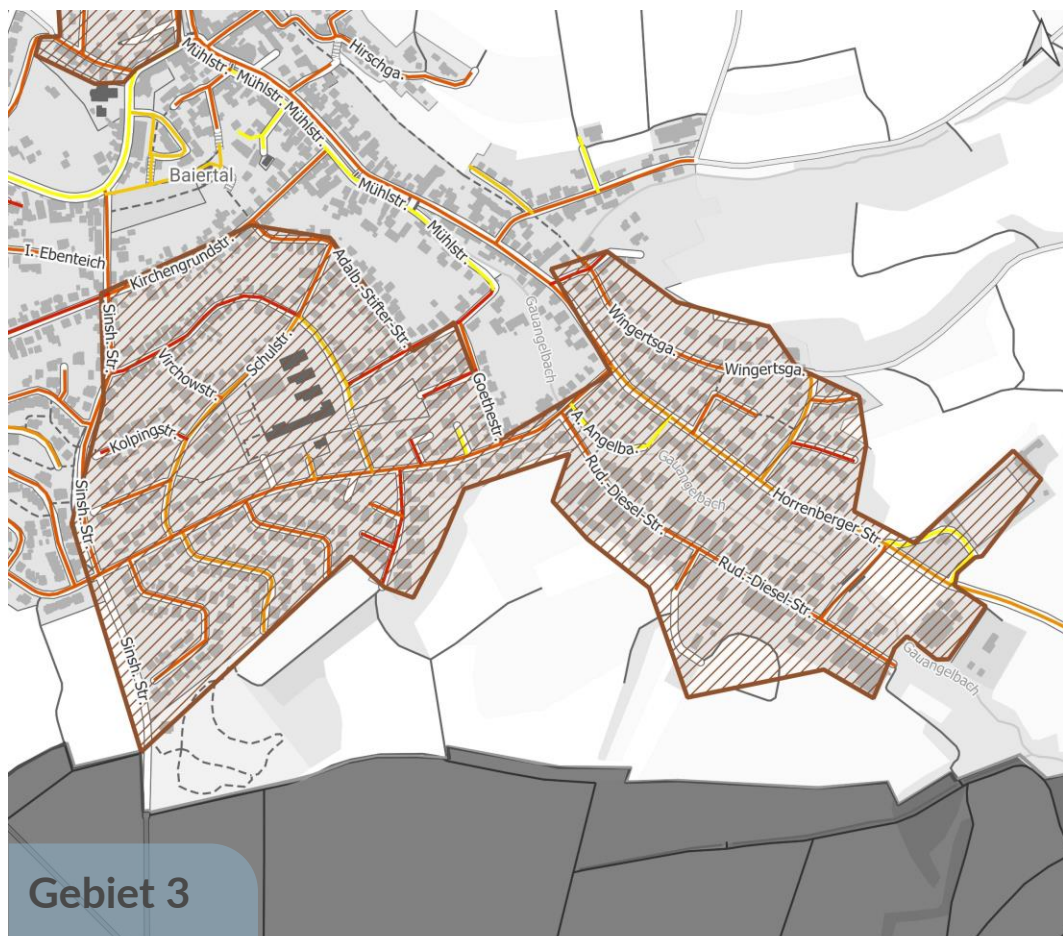 Hirschga.
Mühlstr.
Mühlstr.
Mühlstr.
Baiertal
Mühlstr.
Mühlstr.
I. Ebenteich
Kirchengrundstr.
Adalb.-Stifter-Str.
Gauangelbach
Sinsh. Str.
Wingertsga.
Wingertsga.
Virchowstr.
Schulstr.
Goethestr.
Kolpingstr.
A. Angelba.
Gauangelbach
Sinsh. Str.
Rud.-Diesel-Str.
Horrenberger Str.
Rud.-Diesel-Str.
Sinsh. Str.
Gauangelbach
Gebiet 3